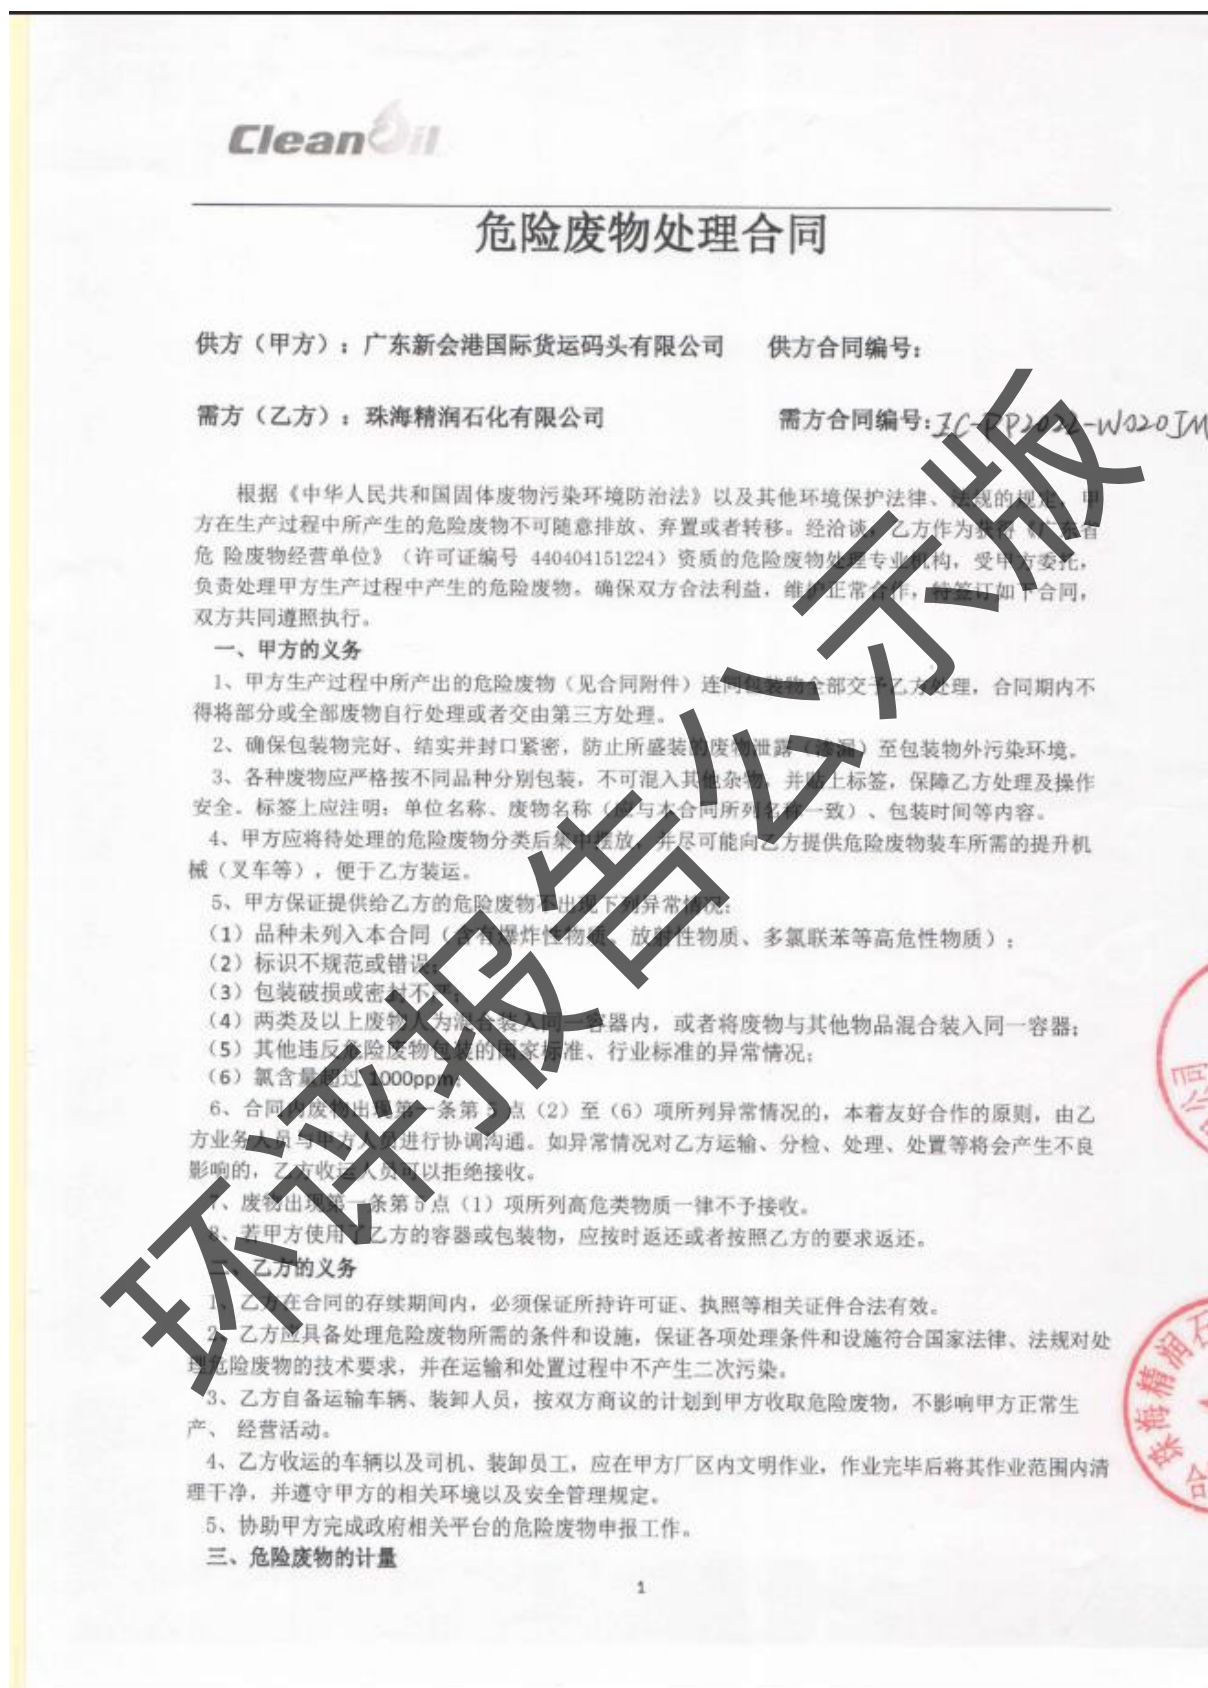 CleanOil
危险废物处理合同
供方（甲方）：广东新会港国际货运码头有限公司 供方合同编号：
需方（乙方）：珠海精润石化有限公司 需方合同编号：
根据《中华人民共和国固体废物污染环境防治法》以及其他环境保护法律、法规的规定，甲
方在生产过程中所产生的危险废物不可随意排放、弃置或者转移。经洽谈，乙方作为获得《广东省
危 险废物经营单位》（许可证编号 440404151224）资质的危险废物处理专业机构，受甲方委托，
负责处理甲方生产过程中产生的危险废物。确保双方合法利益，维护正常合作，特签订如下合同，
双方共同遵照执行。
一、甲方的义务
1、甲方生产过程中所产出的危险废物（见合同附件）连同包装物全部交予乙方处理，合同期内不
得将部分或全部废物自行处理或者交由第三方处理。
2、确保包装物完好、结实并封口紧密，防止所盛装的废物泄露（渗漏）至包装物外污染环境。
3、各种废物应严格按不同品种分别包装，不可混入其他杂物，并贴上标签，保障乙方处理及操作
安全。标签上应注明：单位名称、废物名称（应与本合同所列名称一致）、包装时间等内容。
4、甲方应将待处理的危险废物分类后集中摆放，并尽可能向乙方提供危险废物装车所需的提升机
械（叉车等），便于乙方装运。
5、甲方保证提供给乙方的危险废物不出现下列异常情况：
（1）品种未列入本合同（含有爆炸性物质、放射性物质、多氯联苯等高危性物质）；
（2）标识不规范或错误；
（3）包装破损或密封不严；
（4）两类及以上废物人为混合装入同一容器内，或者将废物与其他物品混合装入同一容器；
（5）其他违反危险废物包装的国家标准、行业标准的异常情况；
（6）氯含量超过 1000ppm；
6、合同内废物出现第一条第 5 点（2）至（6）项所列异常情况的，本着友好合作的原则，由乙
方业务人员与甲方人员进行协调沟通。如异常情况对乙方运输、分检、处理、处置等将会产生不良
影响的，乙方收运人员可以拒绝接收。
7、废物出现第一条第 5 点（1）项所列高危类物质一律不予接收。
8、若甲方使用了乙方的容器或包装物，应按时返还或者按照乙方的要求返还。
二、乙方的义务
1、乙方在合同的存续期间内，必须保证所持许可证、执照等相关证件合法有效。
2、乙方应具备处理危险废物所需的条件和设施，保证各项处理条件和设施符合国家法律、法规对处
理危险废物的技术要求，并在运输和处置过程中不产生二次污染。
3、乙方自备运输车辆、装卸人员，按双方商议的计划到甲方收取危险废物，不影响甲方正常生
产、 经营活动。
4、乙方收运的车辆以及司机、装卸员工，应在甲方厂区内文明作业，作业完毕后将其作业范围内清
理干净，并遵守甲方的相关环境以及安全管理规定。
5、协助甲方完成政府相关平台的危险废物申报工作。
三、危险废物的计量
1
环评报告公示版
公司
珠海精润石
合